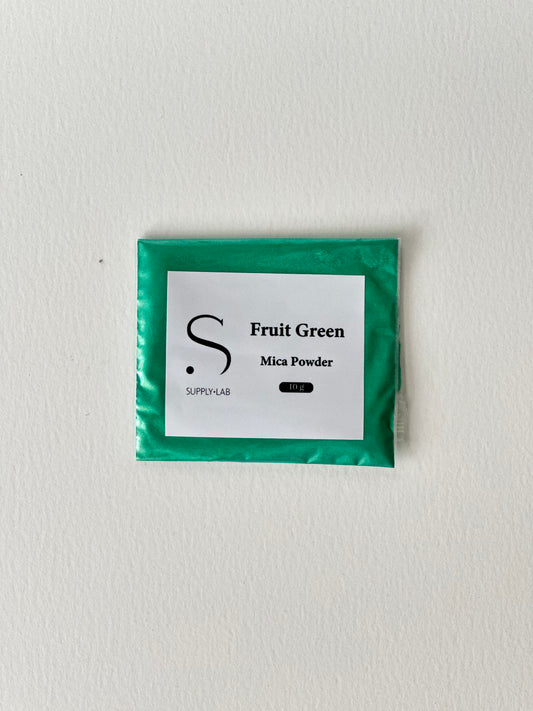 S
SUPPLY•LAB
Fruit Green
Mica Powder
10 g